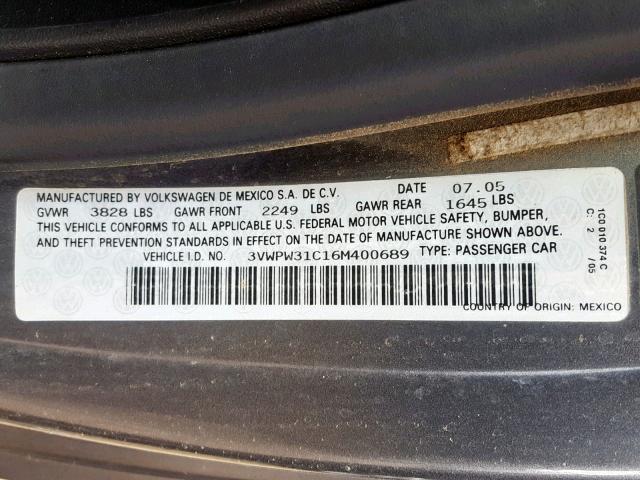 MANUFACTURED BY VOLKSWAGEN DE MEXICO S.A. DE C.V. DATE 07.05
GVWR 3828 LBS GAWR FRONT 2249 LBS GAWR REAR 1645 LBS
THIS VEHICLE CONFORMS TO ALL APPLICABLE U.S. FEDERAL MOTOR VEHICLE SAFETY, BUMPER,
AND THEFT PREVENTION STANDARDS IN EFFECT ON THE DATE OF MANUFACTURE SHOWN ABOVE.
VEHICLE I.D. NO. 3VWPW31C16M400689 TYPE: PASSENGER CAR
COUNTRY OF ORIGIN: MEXICO
1C0 010 374 C
C. 2 /05